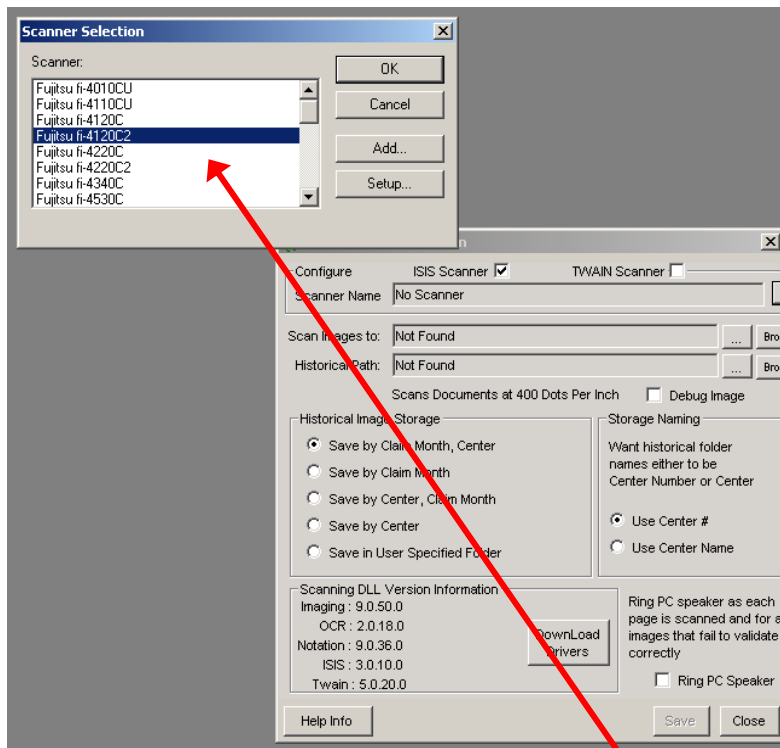 Scanner Selection
Scanner:
Fujitsu fi-4010CU
Fujitsu fi-4110CU
Fujitsu fi-4120C
Fujitsu fi-4120C2
Fujitsu fi-4220C
Fujitsu fi-4220C2
Fujitsu fi-4340C
Fujitsu fi-4530C
OK
Cancel
Add...
Setup...
Configure
ISIS Scanner
TWAIN Scanner
Scanner Name
No Scanner
Scan Images to:
Not Found
...
Bro
Historical Path:
Not Found
...
Bro
Scans Documents at 400 Dots Per Inch
Debug Image
Historical Image Storage
Save by Claim Month, Center
Save by Claim Month
Save by Center, Claim Month
Save by Center
Save in User Specified Folder
Storage Naming
Want historical folder
names either to be
Center Number or Center
Use Center #
Use Center Name
Scanning DLL Version Information
Imaging : 9.0.50.0
OCR : 2.0.18.0
Notation : 9.0.36.0
ISIS : 3.0.10.0
Twain : 5.0.20.0
DownLoad
Drivers
Ring PC speaker as each
page is scanned and for a
images that fail to validate
correctly
Ring PC Speaker
Help Info
Save
Close